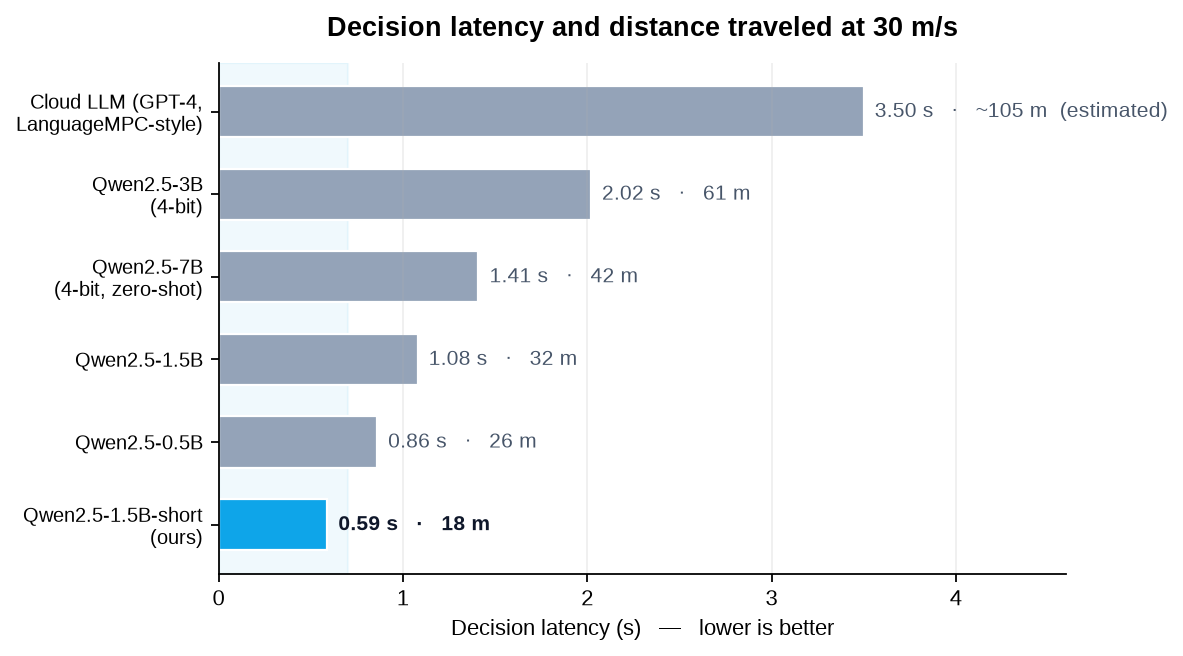 Decision latency and distance traveled at 30 m/s
Cloud LLM (GPT-4,
LanguageMPC-style)
3.50 s · ~105 m (estimated)
Qwen2.5-3B
(4-bit)
2.02 s · 61 m
Qwen2.5-7B
(4-bit, zero-shot)
1.41 s · 42 m
Qwen2.5-1.5B
1.08 s · 32 m
Qwen2.5-0.5B
0.86 s · 26 m
Qwen2.5-1.5B-short
(ours)
0.59 s · 18 m
0 1 2 3 4
Decision latency (s) — lower is better